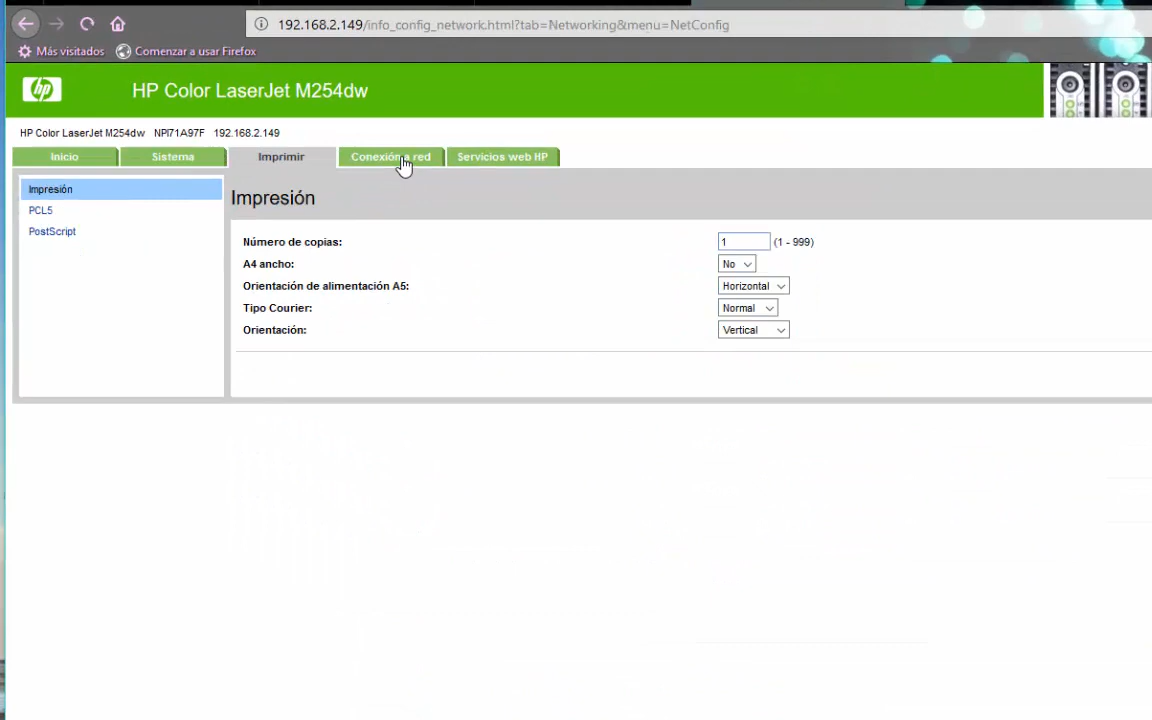 192.168.2.149/info_config_network.html?tab=Networking&menu=NetConfig
Más visitados Comenzar a usar Firefox
hp HP Color LaserJet M254dw
HP Color LaserJet M254dw NPI71A97F 192.168.2.149
Inicio Sistema Imprimir Conexión a red Servicios web HP
Impresión
PCL5
PostScript
Impresión
Número de copias: 1 (1 - 999)
A4 ancho: No
Orientación de alimentación A5: Horizontal
Tipo Courier: Normal
Orientación: Vertical